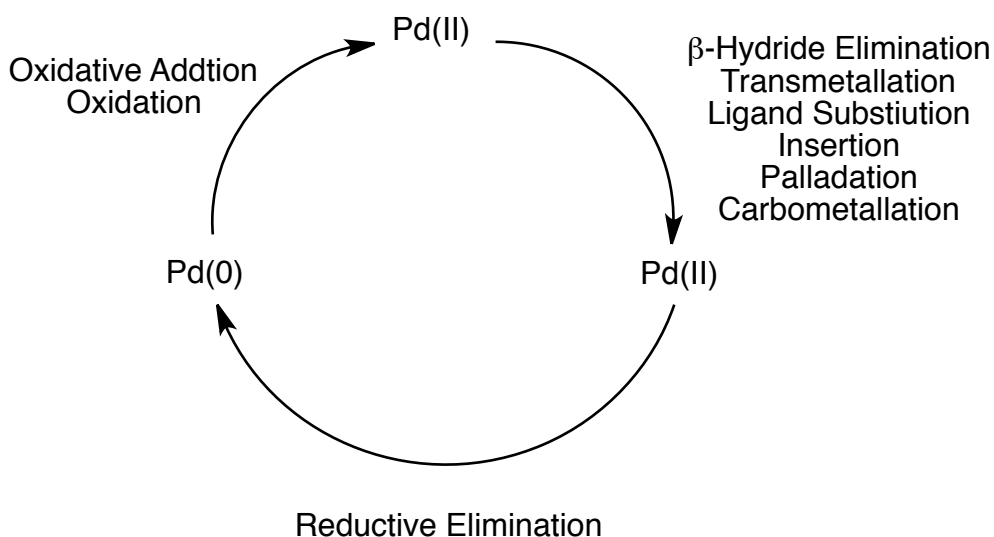 Pd(II)
Oxidative Addtion
Oxidation
β-Hydride Elimination
Transmetallation
Ligand Substiution
Insertion
Palladation
Carbometallation
Pd(0)
Pd(II)
Reductive Elimination